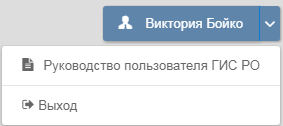 Виктория Бойко
Руководство пользователя ГИС РО
Выход